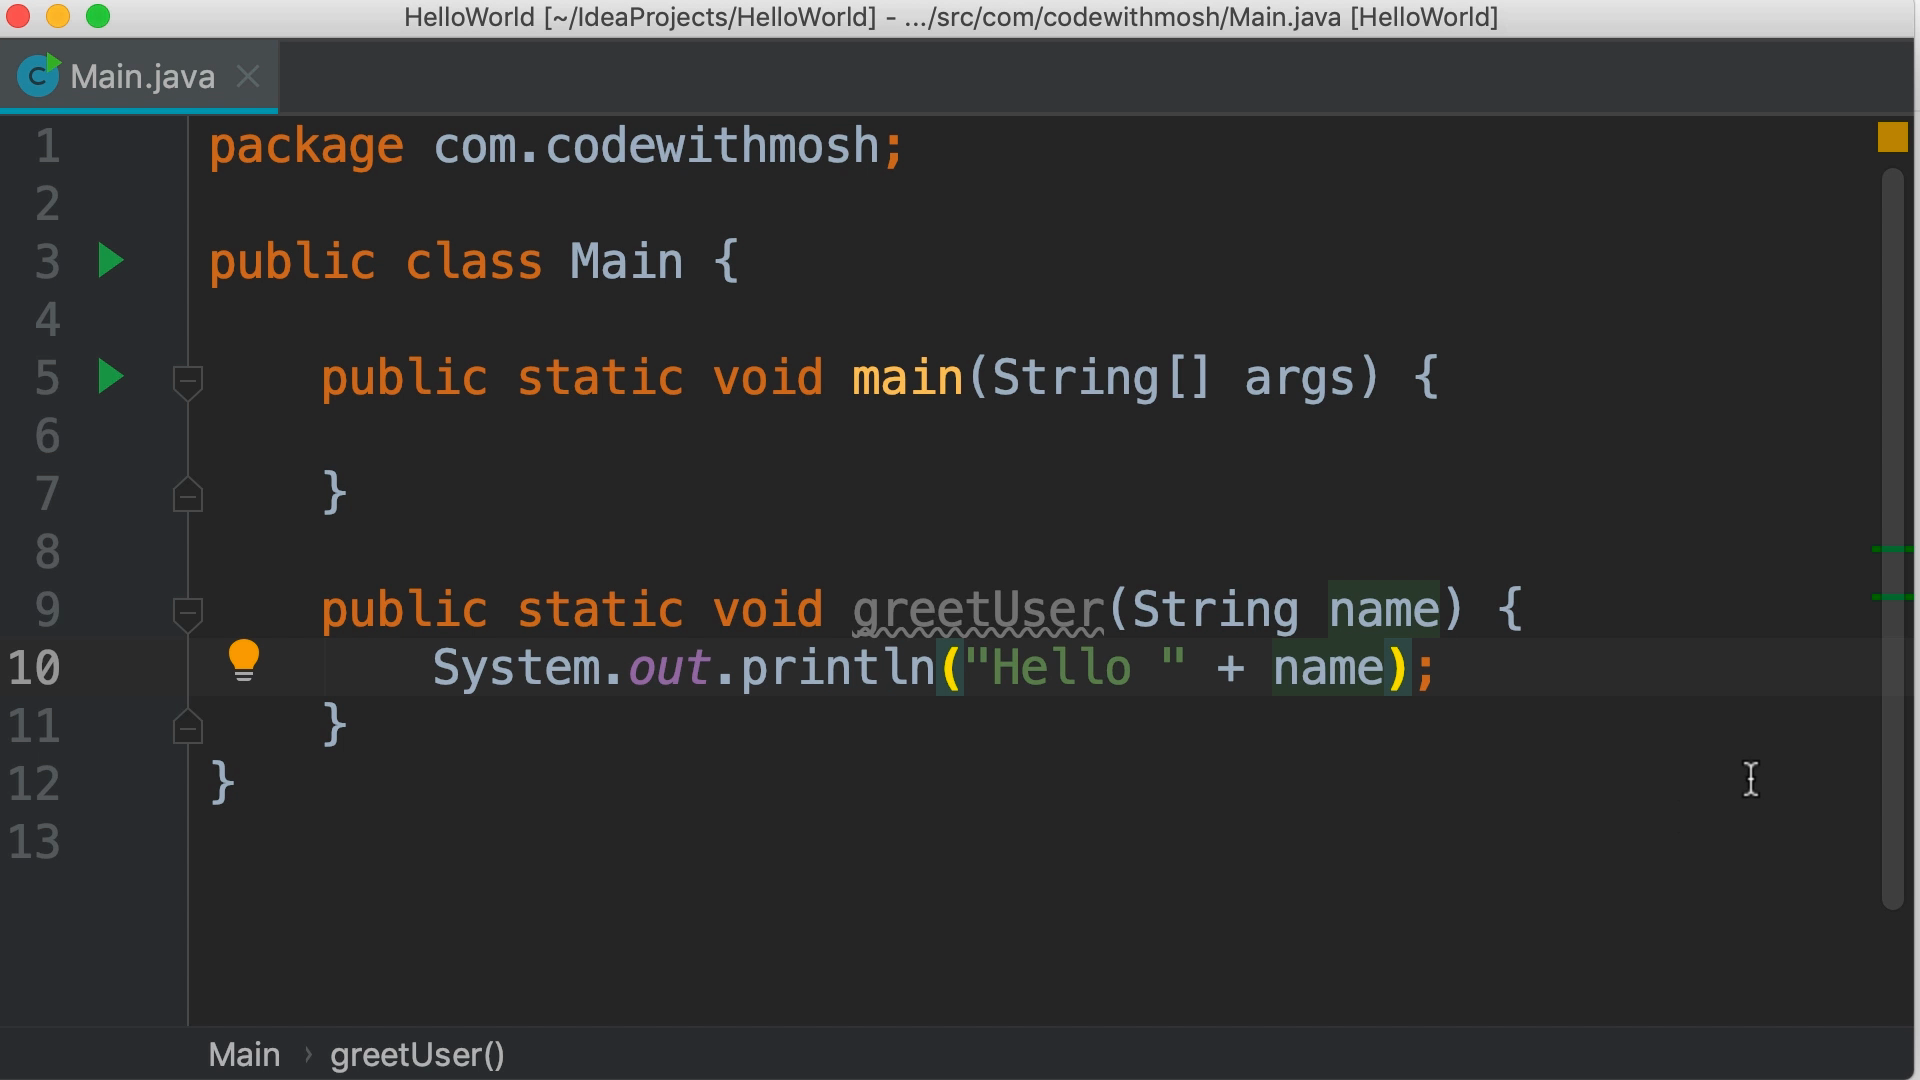 HelloWorld [~/IdeaProjects/HelloWorld] - .../src/com/codewithmosh/Main.java [HelloWorld]
C Main.java
1 package com.codewithmosh;
2
3 public class Main {
4
5     public static void main(String[] args) {
6
7     }
8
9     public static void greetUser(String name) {
10         System.out.println("Hello " + name);
11     }
12 }
13
Main › greetUser()